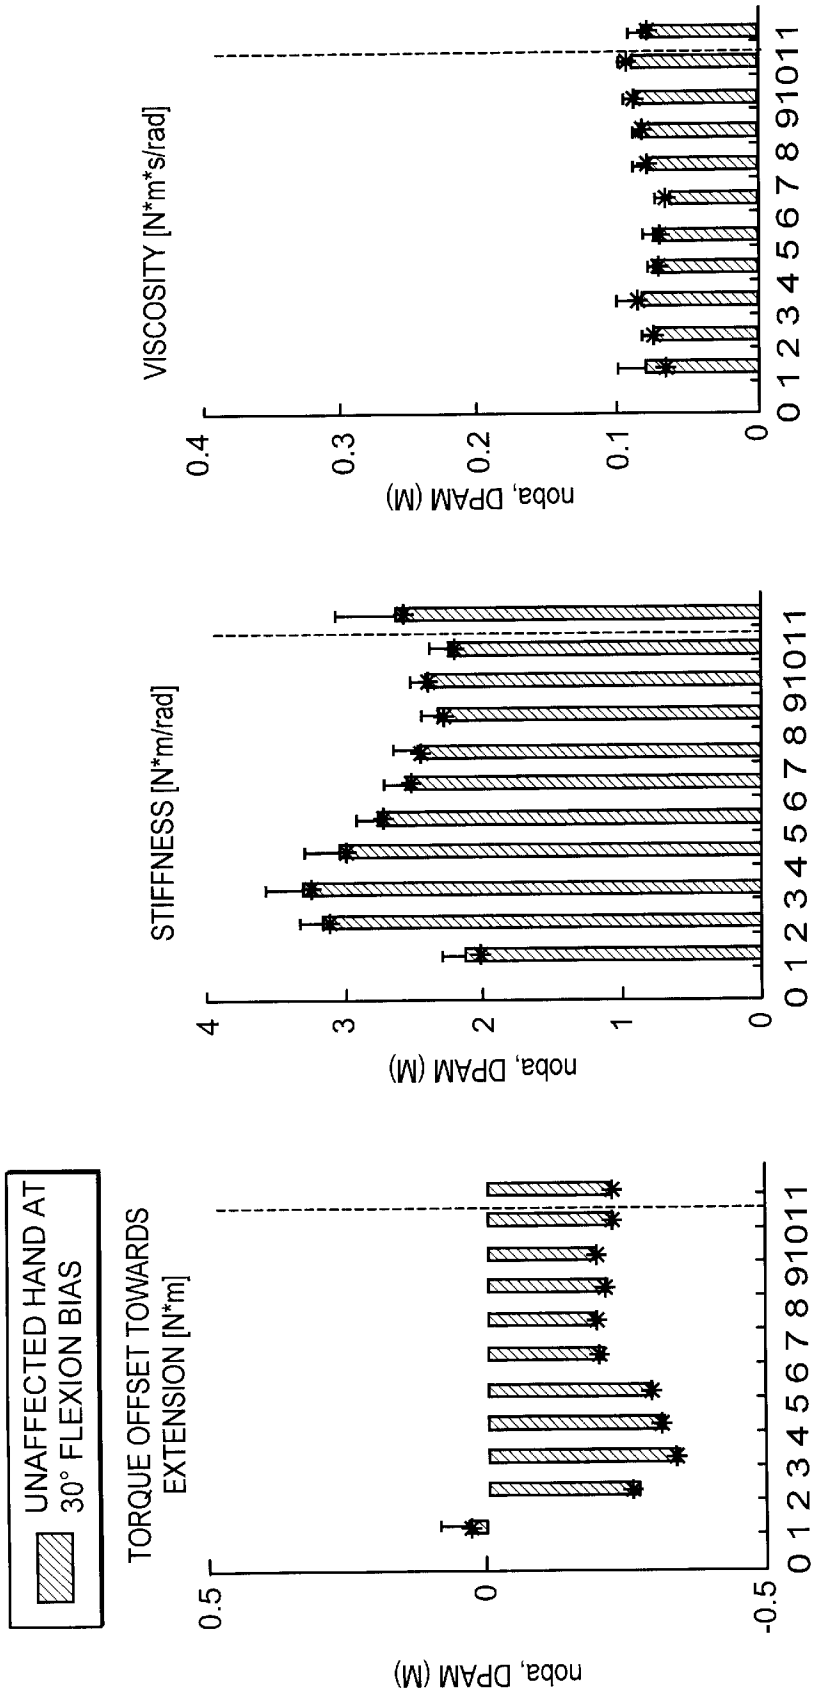 UNAFFECTED HAND AT
30° FLEXION BIAS
TORQUE OFFSET TOWARDS
EXTENSION [N*m]
noba, DPAM (M)
0.5
0
-0.5
0 1 2 3 4 5 6 7 8 9 10 11
STIFFNESS [N*m/rad]
noba, DPAM (M)
4
3
2
1
0
0 1 2 3 4 5 6 7 8 9 10 11
VISCOSITY [N*m*s/rad]
noba, DPAM (M)
0.4
0.3
0.2
0.1
0
0 1 2 3 4 5 6 7 8 9 10 11